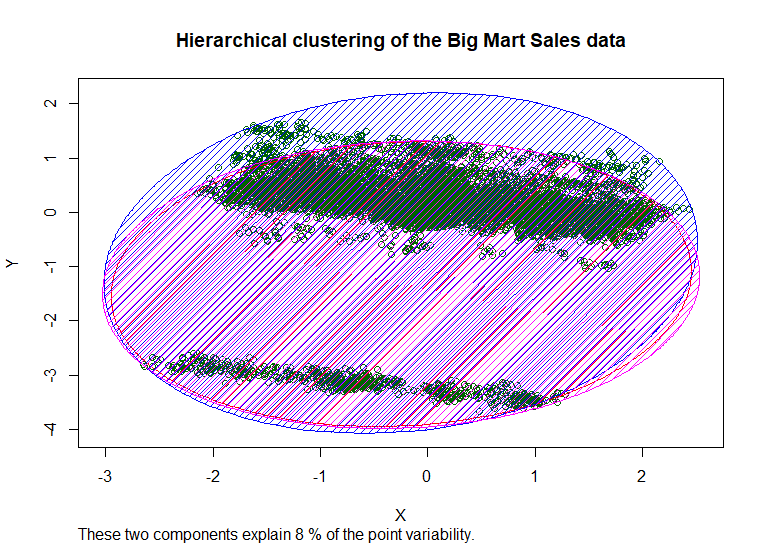 Hierarchical clustering of the Big Mart Sales data
2
1
0
-1
-2
-3
-4
Y
-3 -2 -1 0 1 2
X
These two components explain 8 % of the point variability.